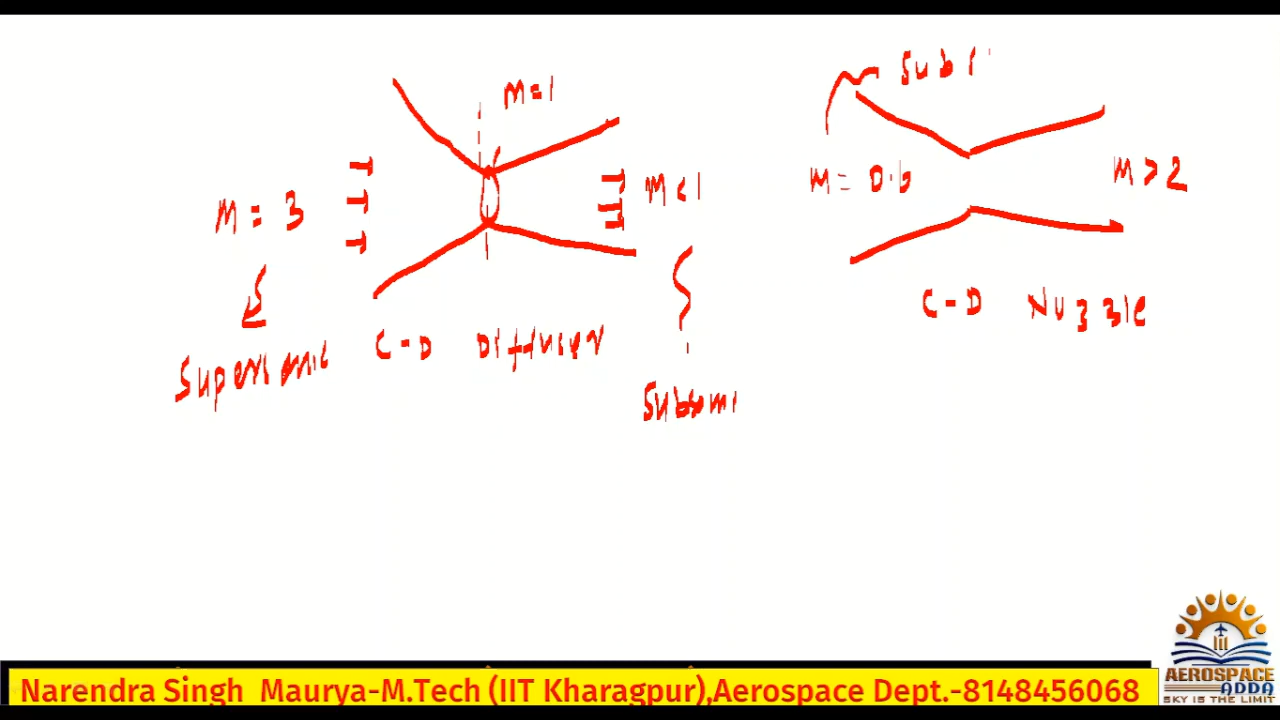 M=1
M = 3
M < 1
Supersonic
C-D Diffuser
Subsoni
Subs
M = 0.6
M > 2
C-D Nozzle
Narendra Singh Maurya-M.Tech (IIT Kharagpur),Aerospace Dept.-8148456068
AEROSPACE
ADDA
SKY IS THE LIMIT